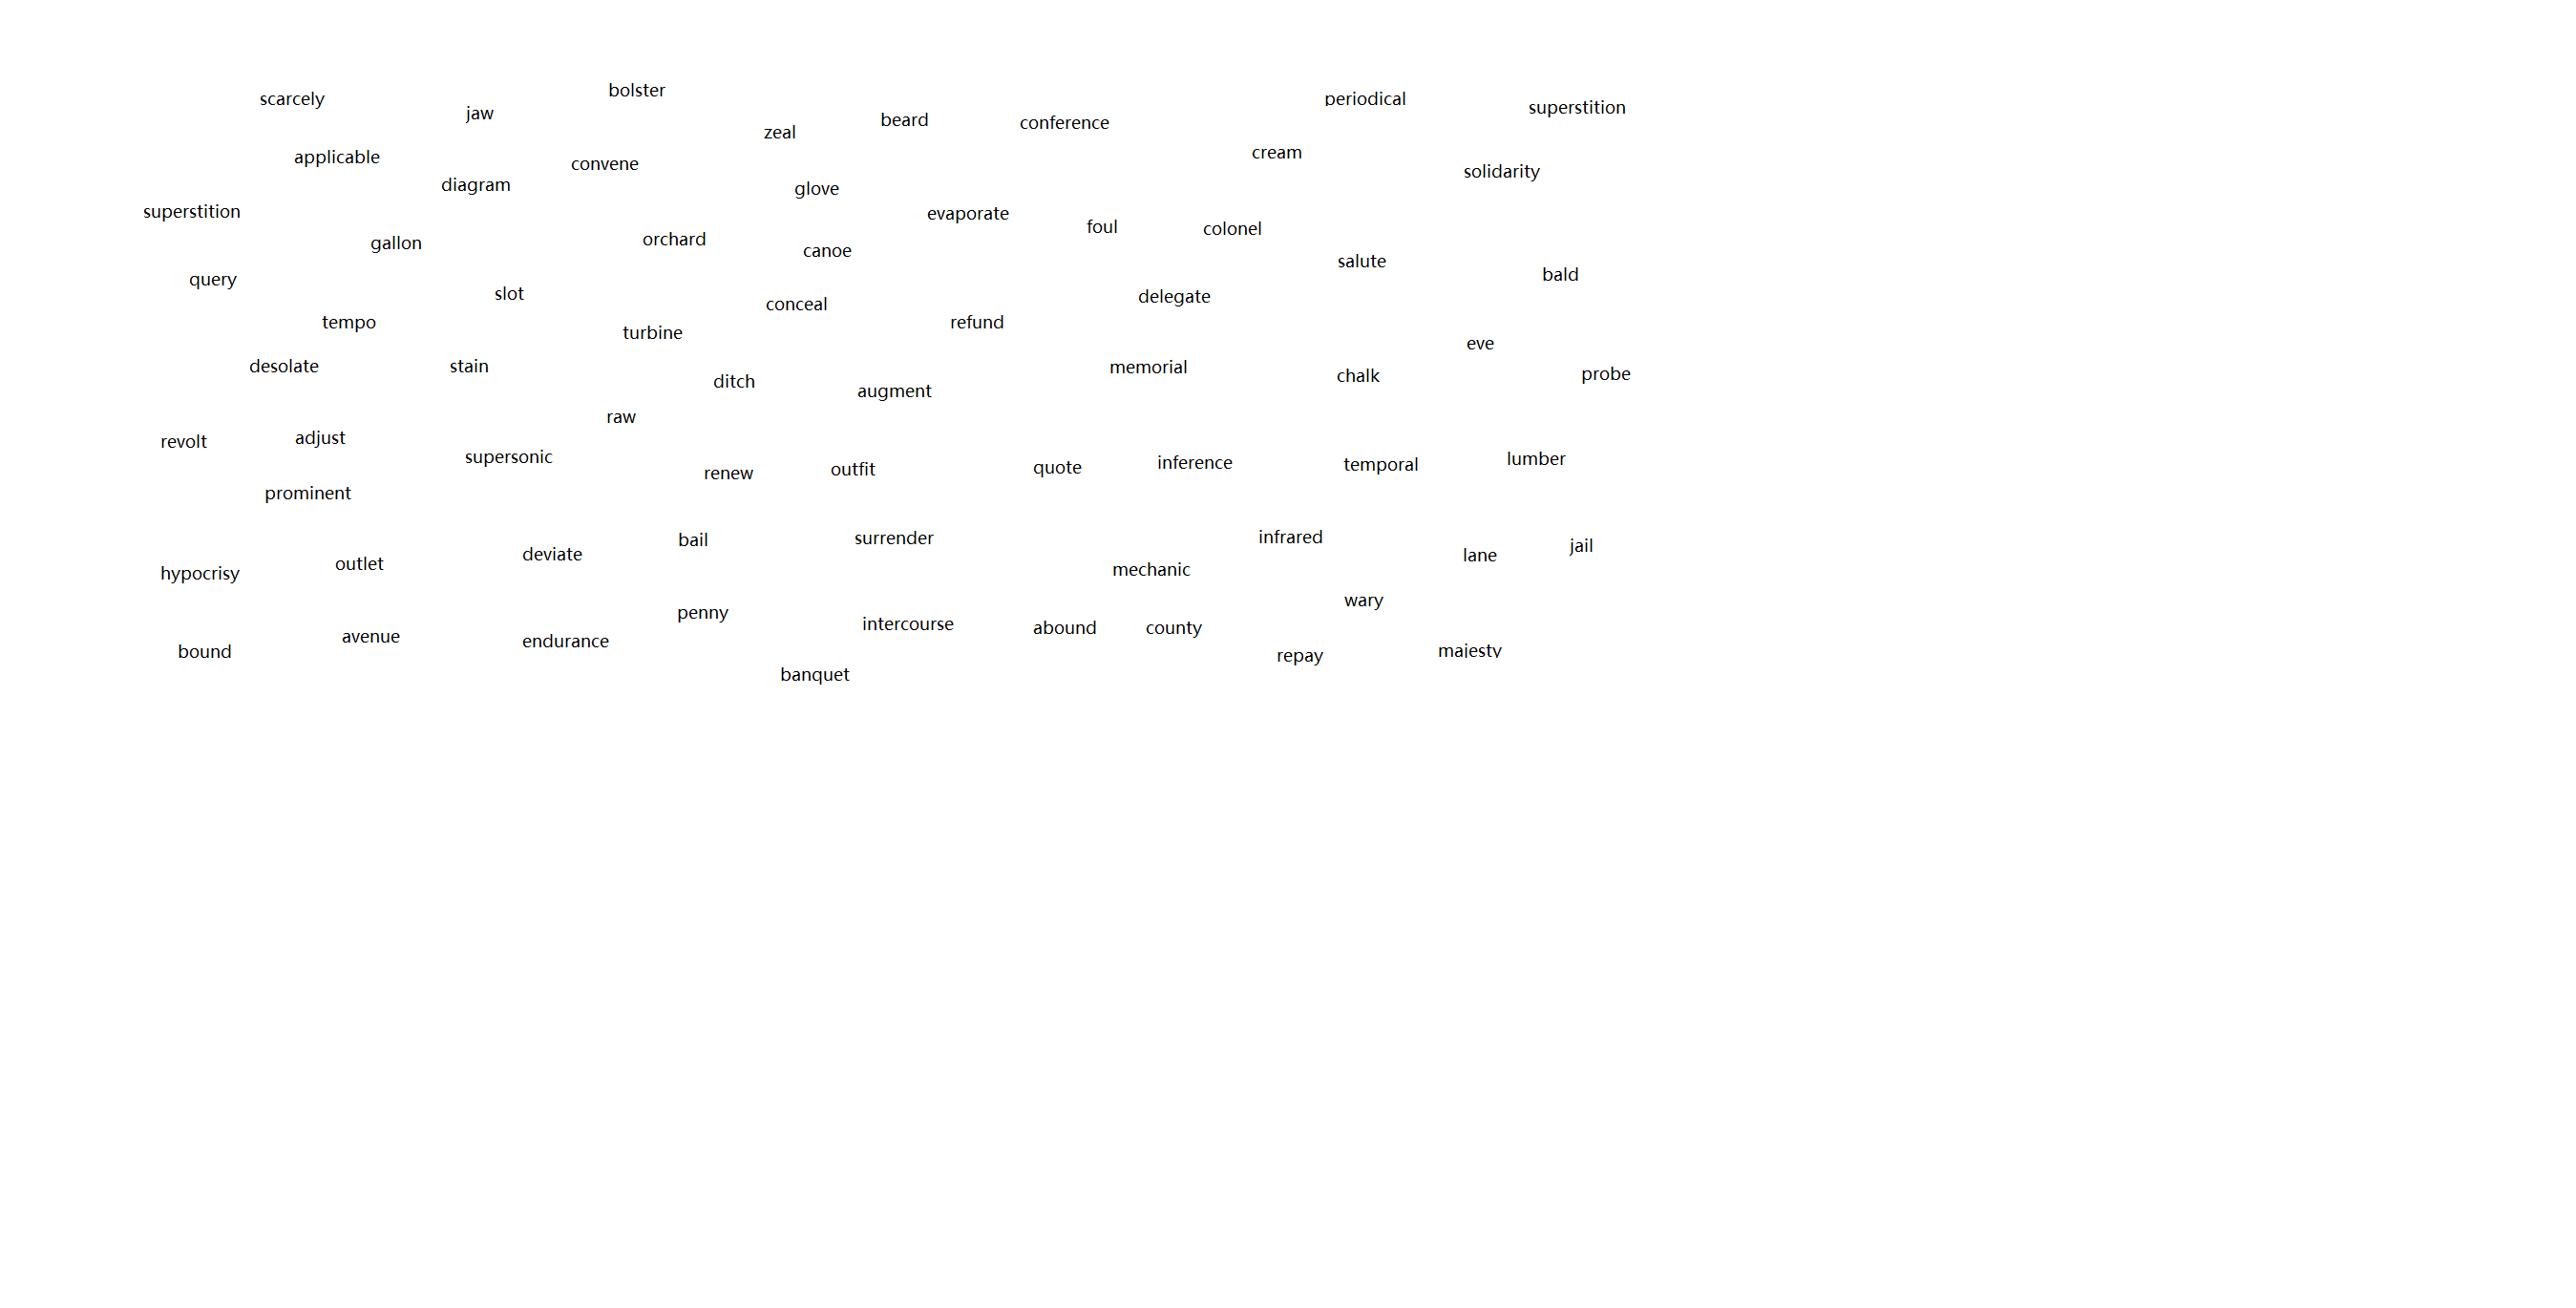 bolster
scarcely
periodical
superstition
jaw
beard
conference
zeal
cream
applicable
convene
solidarity
diagram
glove
superstition
evaporate
foul
colonel
orchard
gallon
canoe
salute
bald
query
slot
delegate
conceal
tempo
refund
turbine
eve
desolate
stain
memorial
probe
chalk
ditch
augment
raw
adjust
revolt
supersonic
lumber
inference
temporal
quote
outfit
renew
prominent
infrared
surrender
bail
jail
deviate
lane
outlet
mechanic
hypocrisy
wary
penny
intercourse
abound
county
avenue
endurance
majesty
bound
repay
banquet